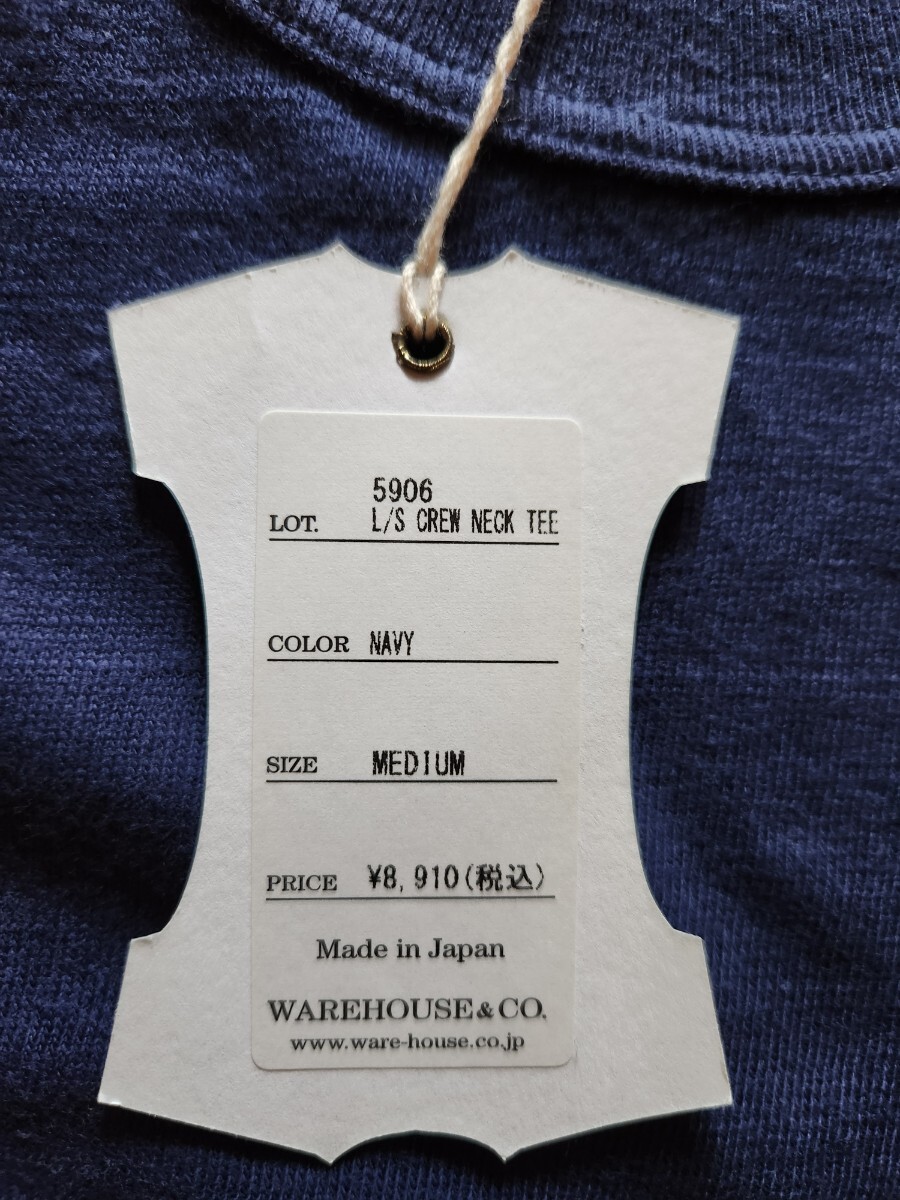 5906
LOT. L/S CREW NECK TEE
COLOR NAVY
SIZE MEDIUM
PRICE ¥8,910(税込)
Made in Japan
WAREHOUSE&CO.
www.ware-house.co.jp